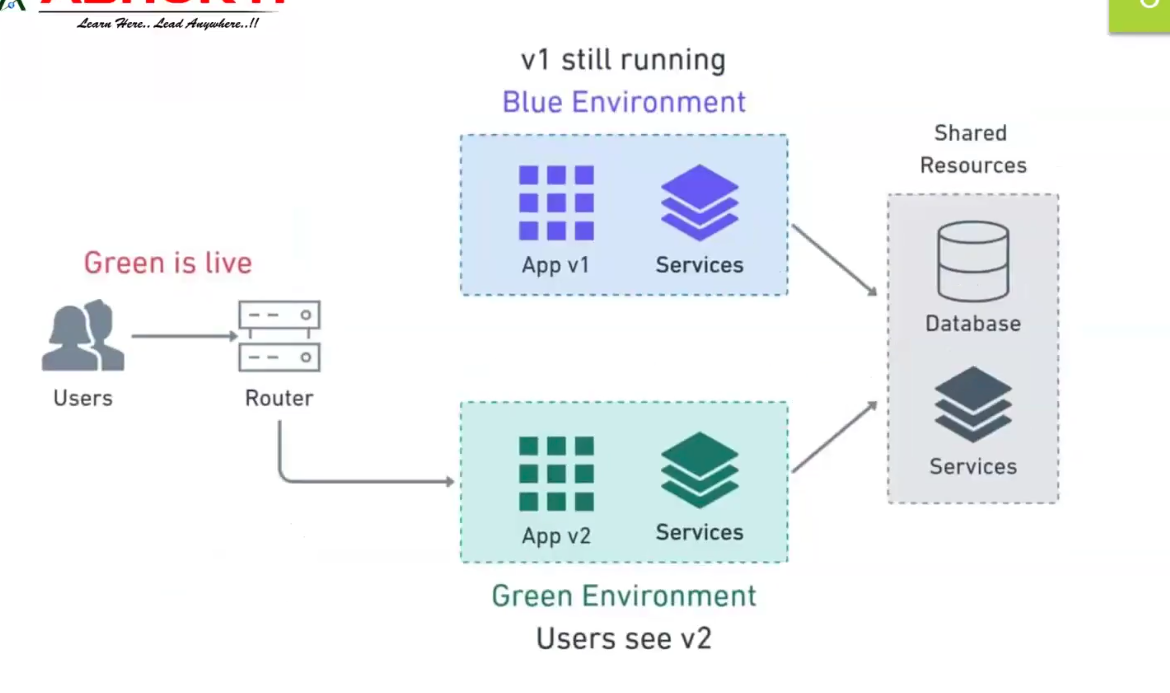 Learn Here.. Lead Anywhere..!!
v1 still running
Blue Environment
Shared
Resources
App v1
Services
Green is live
Database
Users
Router
Services
App v2
Services
Green Environment
Users see v2